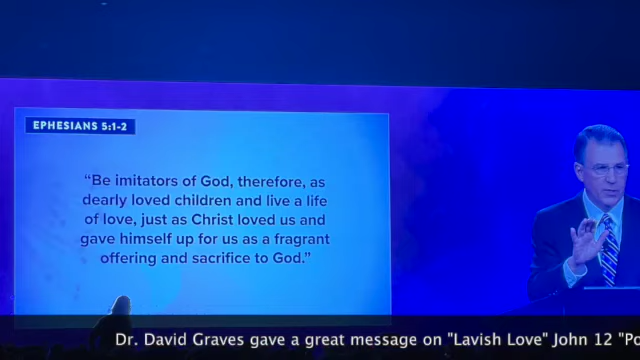 EPHESIANS 5:1-2
“Be imitators of God, therefore, as
dearly loved children and live a life
of love, just as Christ loved us and
gave himself up for us as a fragrant
offering and sacrifice to God.”
Dr. David Graves gave a great message on "Lavish Love" John 12 "Po